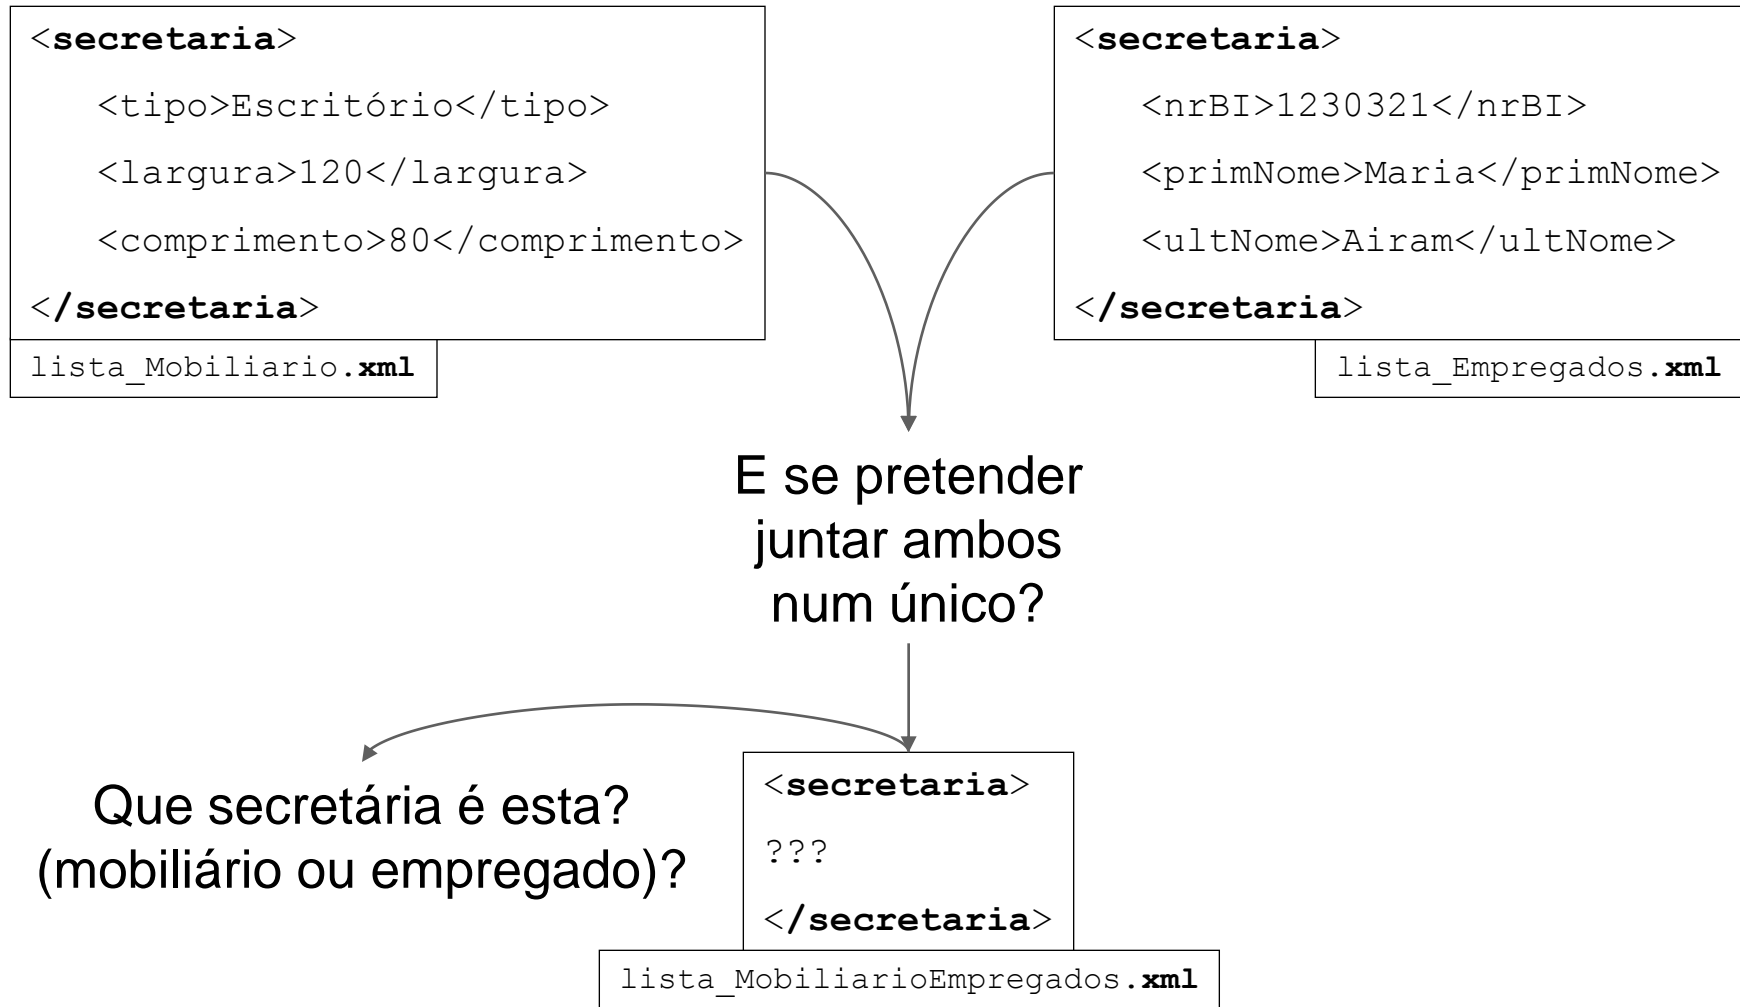 <secretaria>
<tipo>Escritório</tipo>
<largura>120</largura>
<comprimento>80</comprimento>
</secretaria>
lista_Mobiliario.xml
<secretaria>
<nrBI>1230321</nrBI>
<primNome>Maria</primNome>
<ultNome>Airam</ultNome>
</secretaria>
lista_Empregados.xml
E se pretender
juntar ambos
num único?
Que secretária é esta?
(mobiliário ou empregado)?
<secretaria>
???
</secretaria>
lista_MobiliarioEmpregados.xml